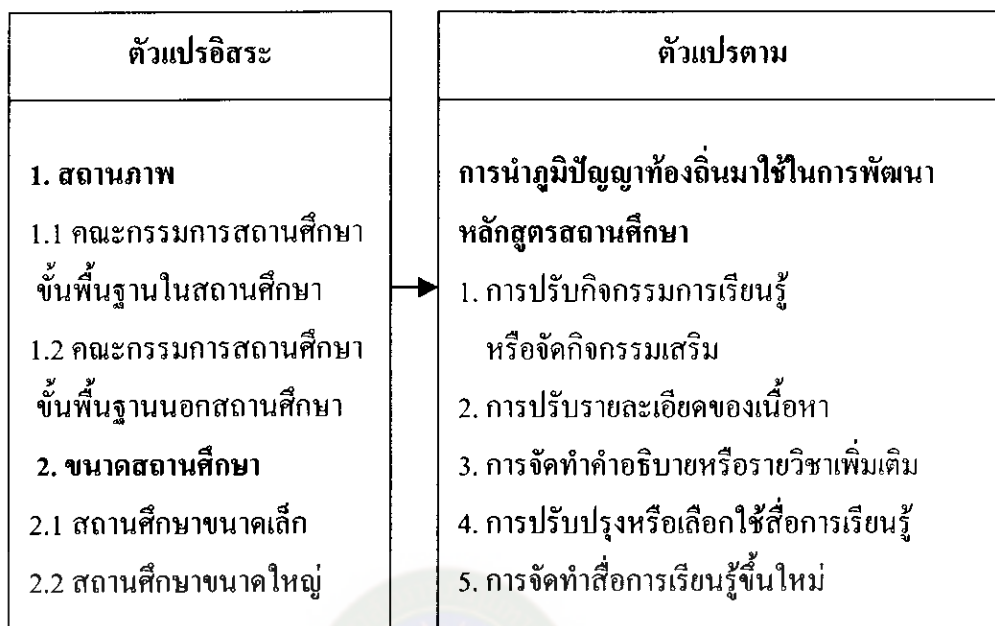 ตัวแปรอิสระ
1. สถานภาพ
1.1 คณะกรรมการสถานศึกษา
ขั้นพื้นฐานในสถานศึกษา
1.2 คณะกรรมการสถานศึกษา
ขั้นพื้นฐานนอกสถานศึกษา
2. ขนาดสถานศึกษา
2.1 สถานศึกษาขนาดเล็ก
2.2 สถานศึกษาขนาดใหญ่
ตัวแปรตาม
การนำภูมิปัญญาท้องถิ่นมาใช้ในการพัฒนา
หลักสูตรสถานศึกษา
1. การปรับกิจกรรมการเรียนรู้
หรือจัดกิจกรรมเสริม
2. การปรับรายละเอียดของเนื้อหา
3. การจัดทำคำอธิบายหรือรายวิชาเพิ่มเติม
4. การปรับปรุงหรือเลือกใช้สื่อการเรียนรู้
5. การจัดทำสื่อการเรียนรู้ขึ้นใหม่